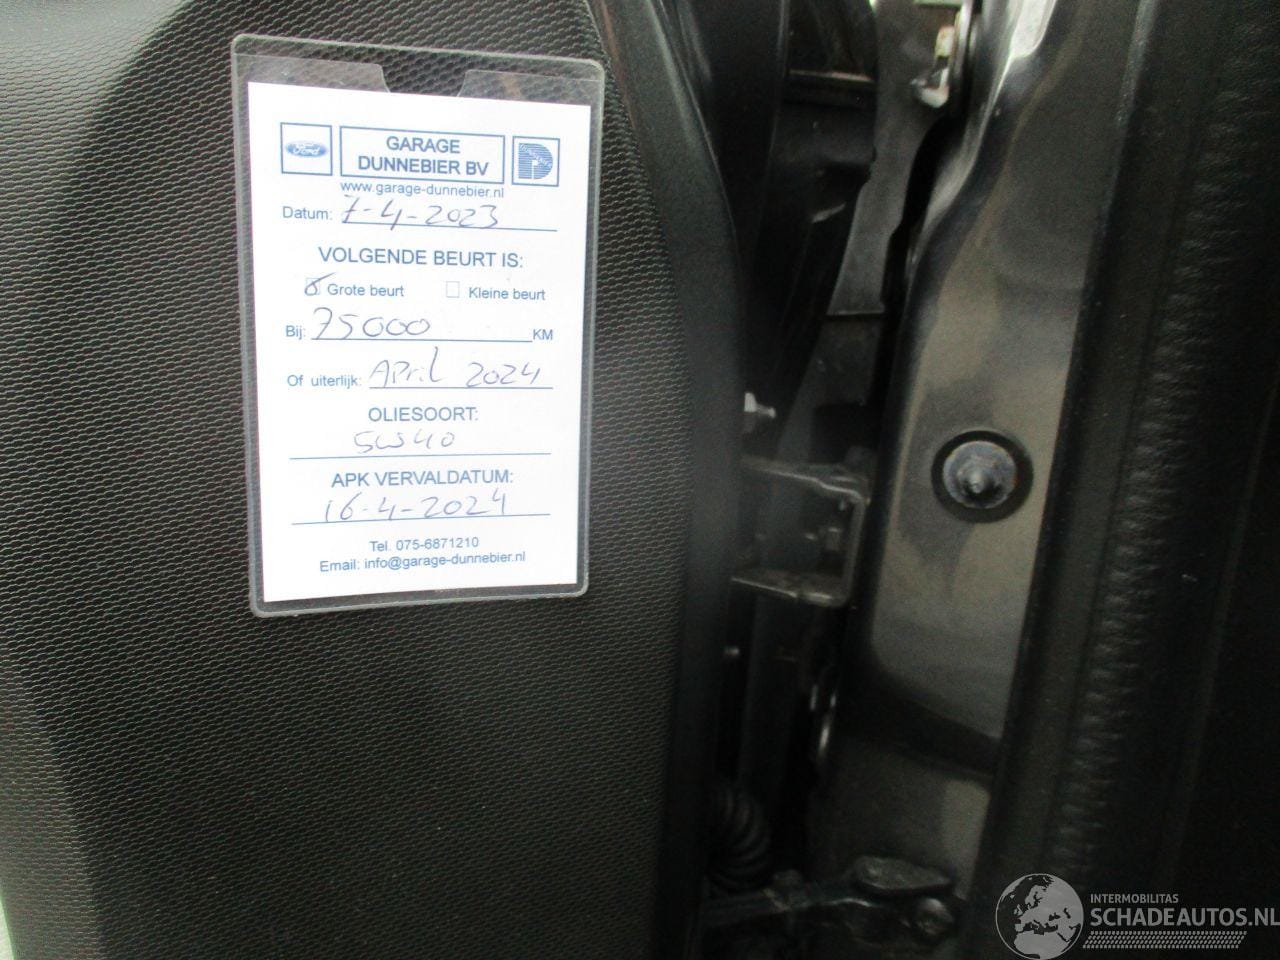 Ford
GARAGE
DUNNEBIER BV
www.garage-dunnebier.nl
Datum: 7-4-2023
VOLGENDE BEURT IS:
Grote beurt Kleine beurt
Bij: 75000 KM
Of uiterlijk: April 2024
OLIESOORT:
5W40
APK VERVALDATUM:
16-4-2024
Tel. 075-6871210
Email: info@garage-dunnebier.nl
INTERMOBILITAS
SCHADEAUTOS.NL